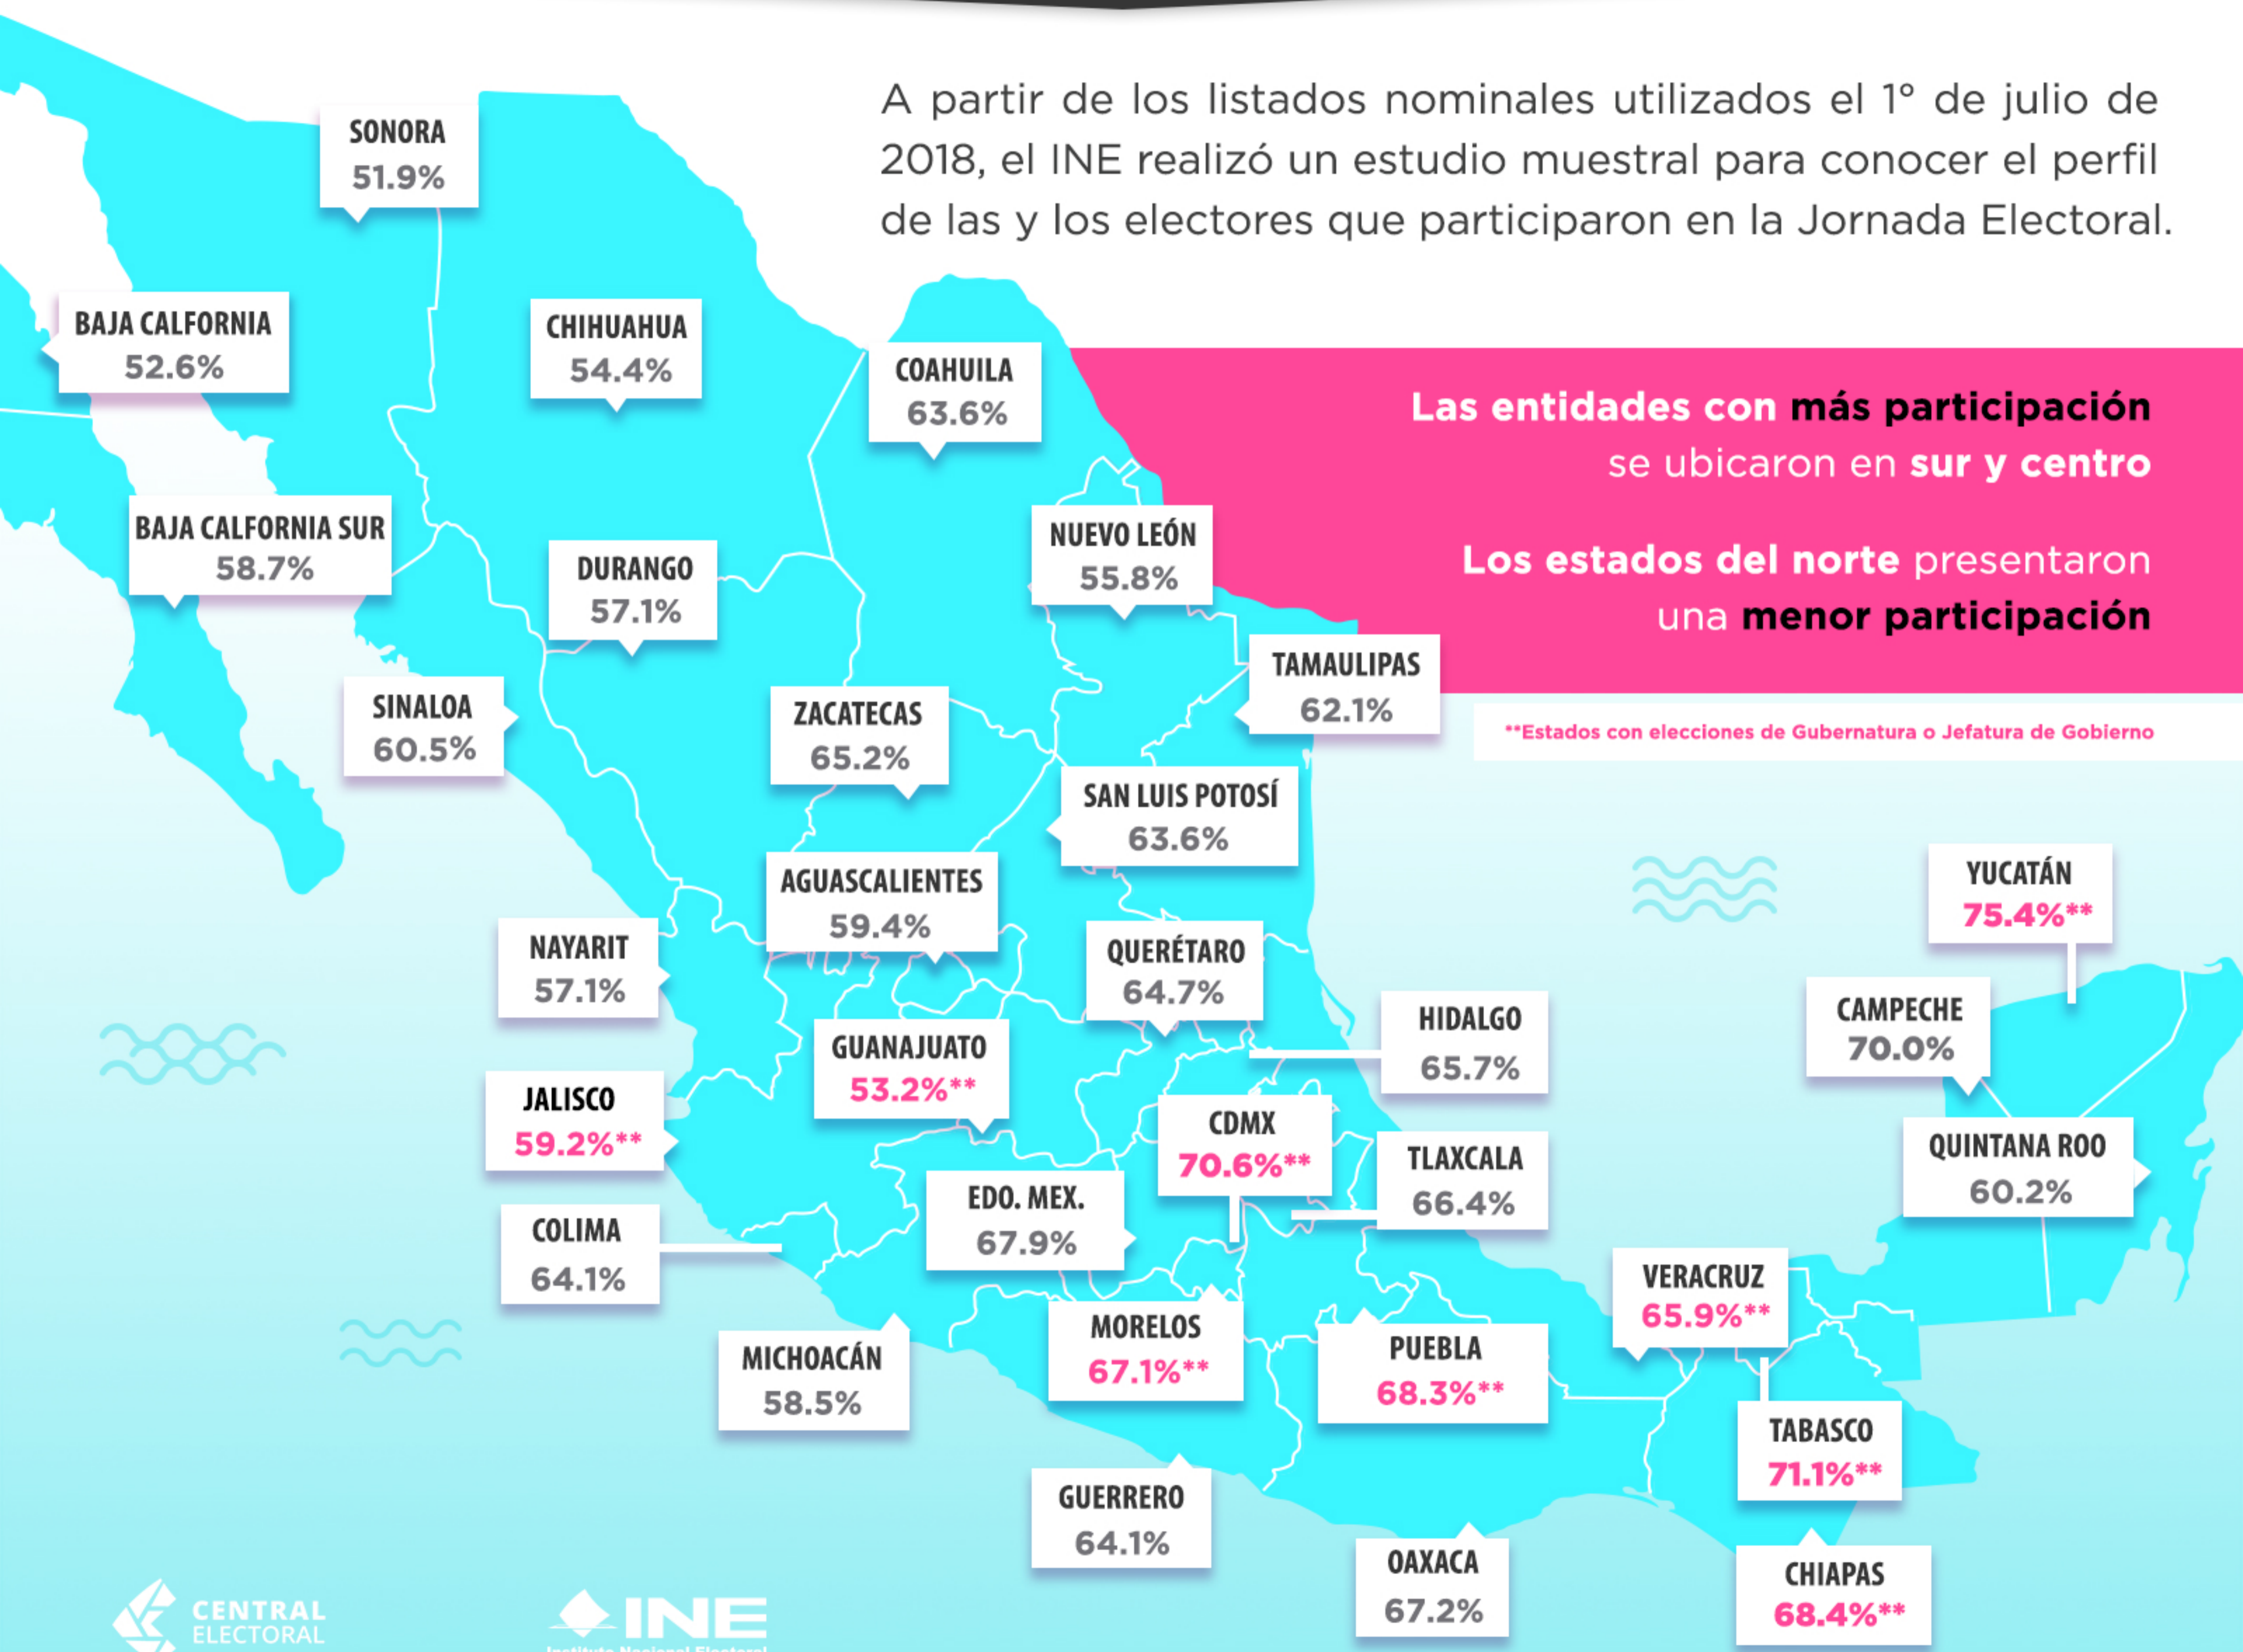 A partir de los listados nominales utilizados el 1° de julio de
2018, el INE realizó un estudio muestral para conocer el perfil
de las y los electores que participaron en la Jornada Electoral.
SONORA
51.9%
BAJA CALFORNIA
52.6%
CHIHUAHUA
54.4%
COAHUILA
63.6%
Las entidades con más participación
se ubicaron en sur y centro
Los estados del norte presentaron
una menor participación
BAJA CALFORNIA SUR
58.7%
DURANGO
57.1%
NUEVO LEÓN
55.8%
TAMAULIPAS
62.1%
**Estados con elecciones de Gubernatura o Jefatura de Gobierno
SINALOA
60.5%
ZACATECAS
65.2%
SAN LUIS POTOSÍ
63.6%
AGUASCALIENTES
59.4%
YUCATÁN
75.4%**
NAYARIT
57.1%
QUERÉTARO
64.7%
HIDALGO
65.7%
CAMPECHE
70.0%
GUANAJUATO
53.2%**
JALISCO
59.2%**
CDMX
70.6%**
TLAXCALA
66.4%
QUINTANA ROO
60.2%
EDO. MEX.
67.9%
COLIMA
64.1%
VERACRUZ
65.9%**
MORELOS
67.1%**
PUEBLA
68.3%**
MICHOACÁN
58.5%
TABASCO
71.1%**
GUERRERO
64.1%
OAXACA
67.2%
CHIAPAS
68.4%**
CENTRAL
ELECTORAL
INE
Instituto Nacional Electoral